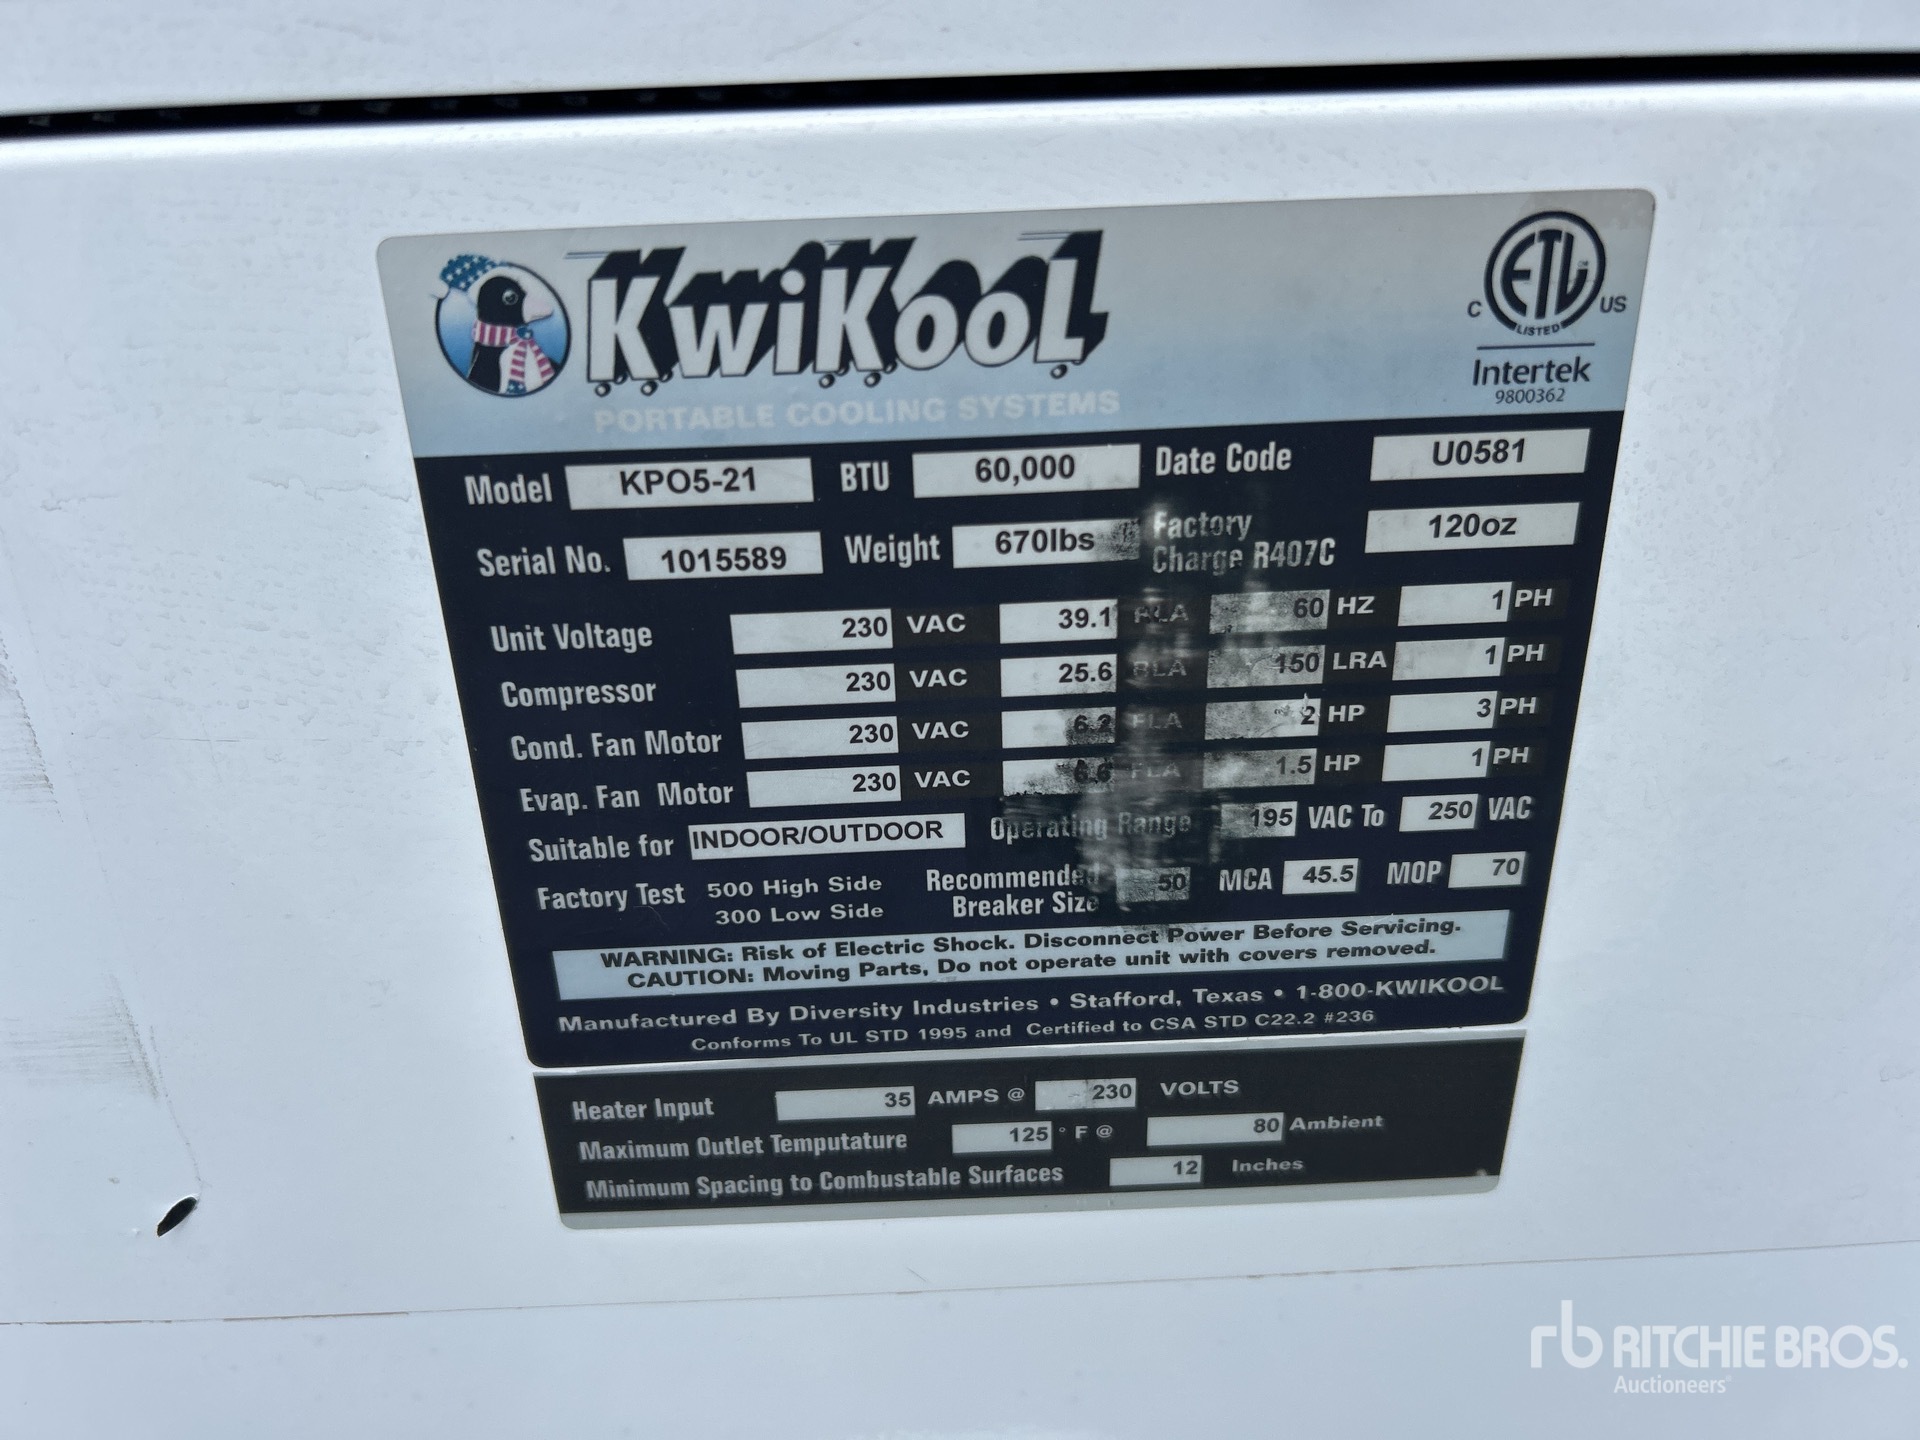 KwiKool
PORTABLE COOLING SYSTEMS
ETL
LISTED
C US
Intertek
9800362
Model KPO5-21 BTU 60,000 Date Code U0581
Serial No. 1015589 Weight 670lbs Factory Charge R407C 120oz
Unit Voltage 230 VAC 39.1 RLA 60 HZ 1 PH
Compressor 230 VAC 25.6 RLA 150 LRA 1 PH
Cond. Fan Motor 230 VAC FLA 2 HP 3 PH
Evap. Fan Motor 230 VAC 6.6 FLA 1.5 HP 1 PH
Suitable for INDOOR/OUTDOOR Operating Range 195 VAC To 250 VAC
Factory Test 500 High Side
300 Low Side
Recommended Breaker Size 50 MCA 45.5 MOP 70
WARNING: Risk of Electric Shock. Disconnect Power Before Servicing.
CAUTION: Moving Parts, Do not operate unit with covers removed.
Manufactured By Diversity Industries • Stafford, Texas • 1-800-KWIKOOL
Conforms To UL STD 1995 and Certified to CSA STD C22.2 #236
Heater Input 35 AMPS @ 230 VOLTS
Maximum Outlet Temputature 125 ° F @ 80 Ambient
Minimum Spacing to Combustable Surfaces 12 Inches
rb RITCHIE BROS.
Auctioneers